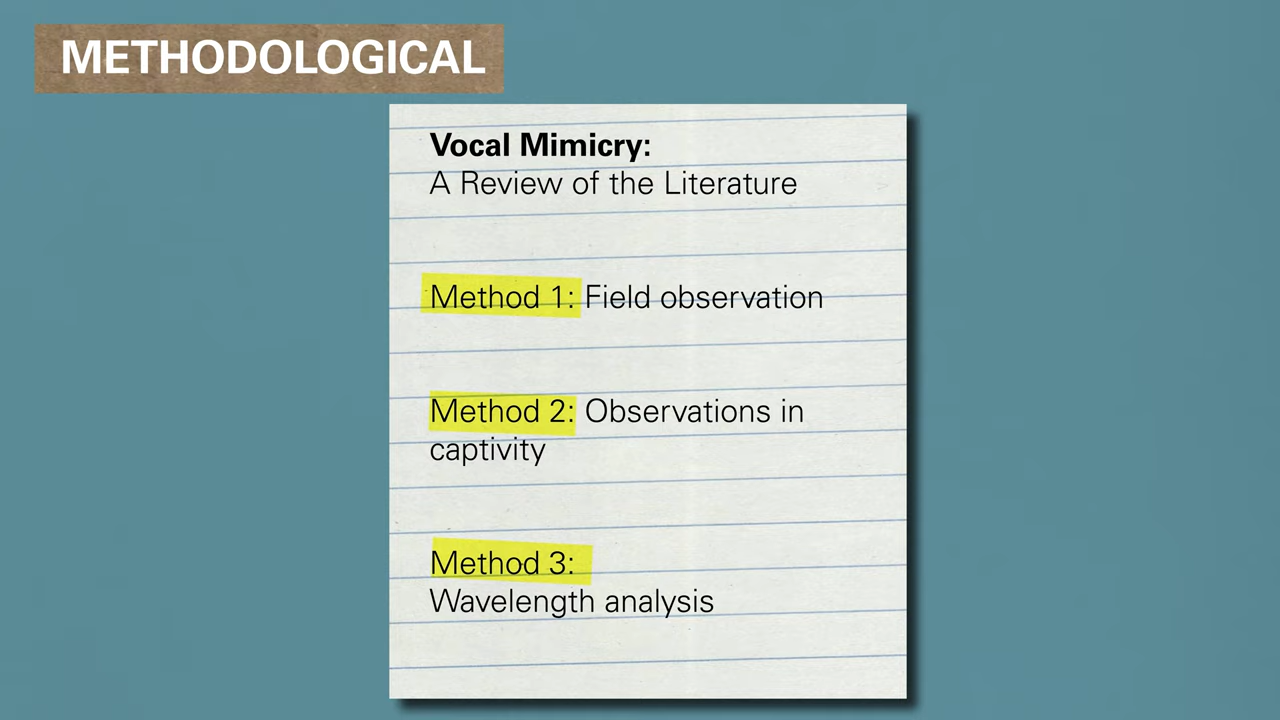 METHODOLOGICAL
Vocal Mimicry:
A Review of the Literature
Method 1: Field observation
Method 2: Observations in
captivity
Method 3:
Wavelength analysis